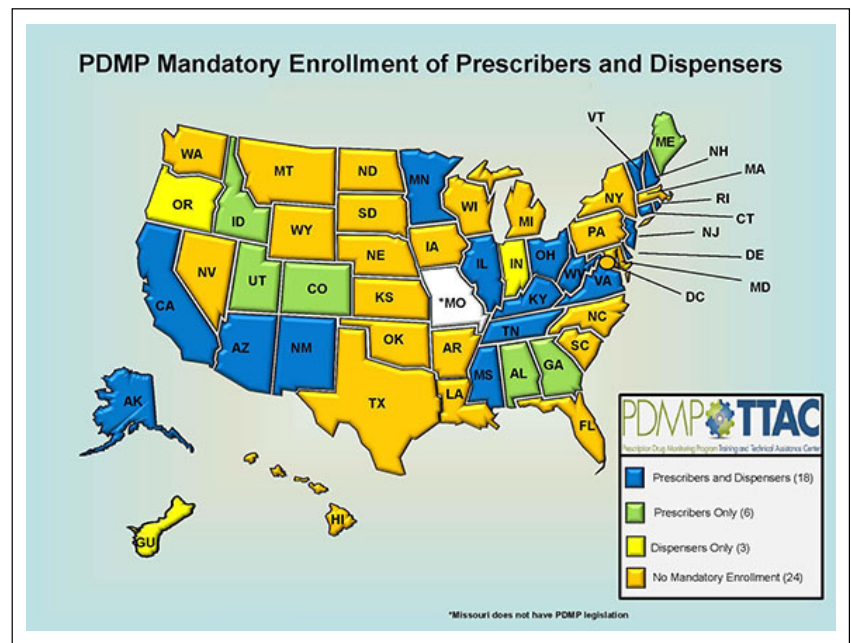 PDMP Mandatory Enrollment of Prescribers and Dispensers
VT
WA
MT
ND
MN
ME
NH
MA
RI
CT
NJ
DE
MD
DC
OR
ID
WY
SD
WI
MI
NY
PA
NV
UT
CO
NE
IA
IL
IN
OH
WV
VA
CA
KS
*MO
KY
NC
TN
SC
AZ
NM
OK
AR
MS
AL
GA
TX
LA
FL
AK
HI
GU
PDMP TTAC
Prescription Drug Monitoring Program Training and Technical Assistance Center
Prescribers and Dispensers (18)
Prescribers Only (6)
Dispensers Only (3)
No Mandatory Enrollment (24)
*Missouri does not have PDMP legislation